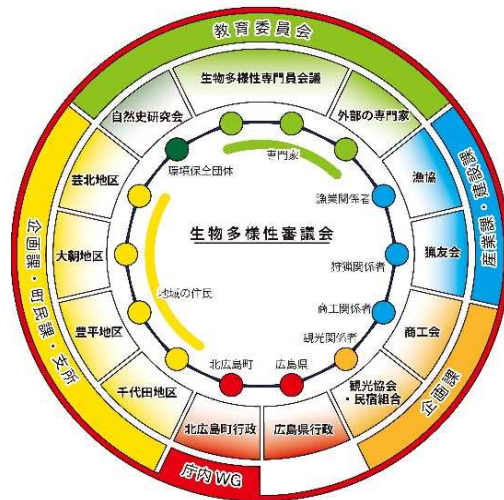 教育委員会
生物多様性専門員会議
自然史研究会
外部の専門家
環境保全団体
専門家
漁協
漁業関係者
産業課・建設課
芸北地区
猟友会
狩猟関係者
大朝地区
生物多様性審議会
企画課・町民課・支所
地域の住民
商工会
商工関係者
豊平地区
観光関係者
企画課
千代田地区
北広島町
広島県
観光協会
・民宿組合
北広島町行政
広島県行政
庁内WG